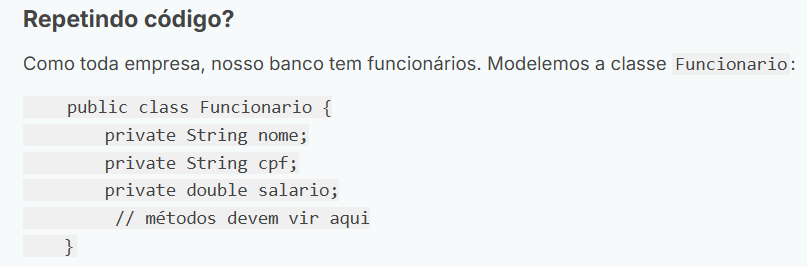 Repetindo código?
Como toda empresa, nosso banco tem funcionários. Modelemos a classe Funcionario:
public class Funcionario {
private String nome;
private String cpf;
private double salario;
// métodos devem vir aqui
}